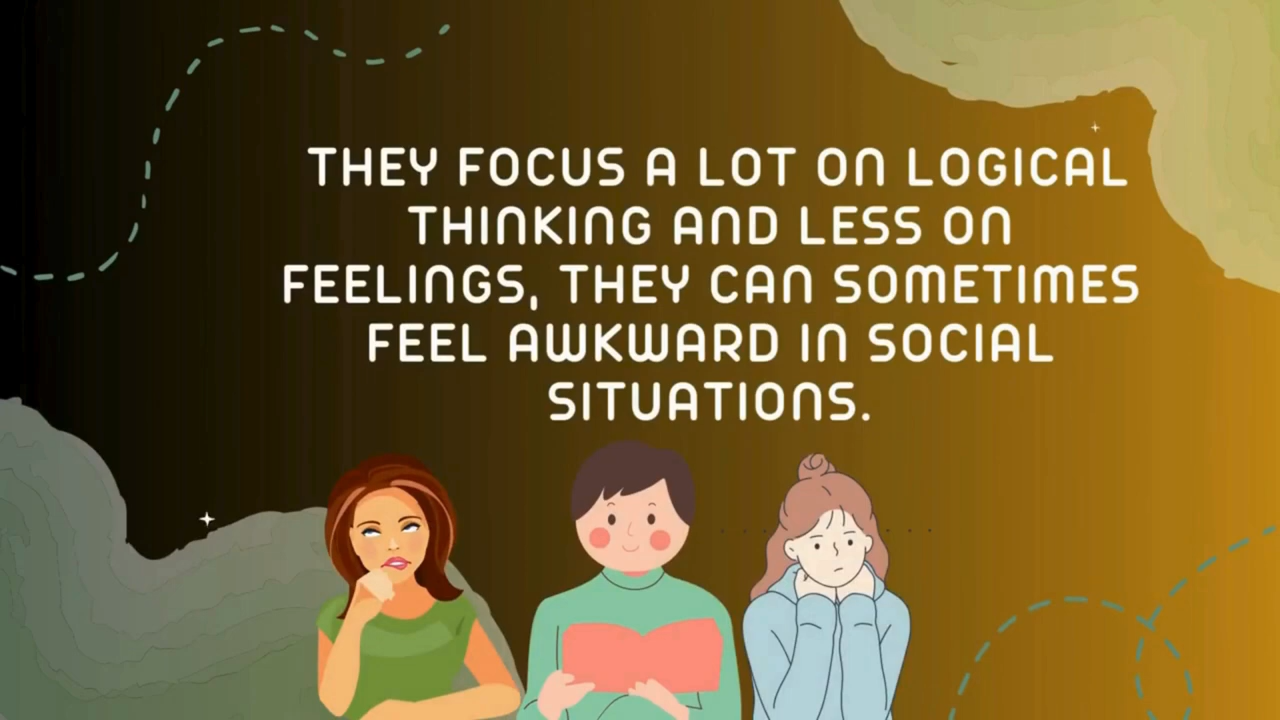 THEY FOCUS A LOT ON LOGICAL
THINKING AND LESS ON
FEELINGS, THEY CAN SOMETIMES
FEEL AWKWARD IN SOCIAL
SITUATIONS.